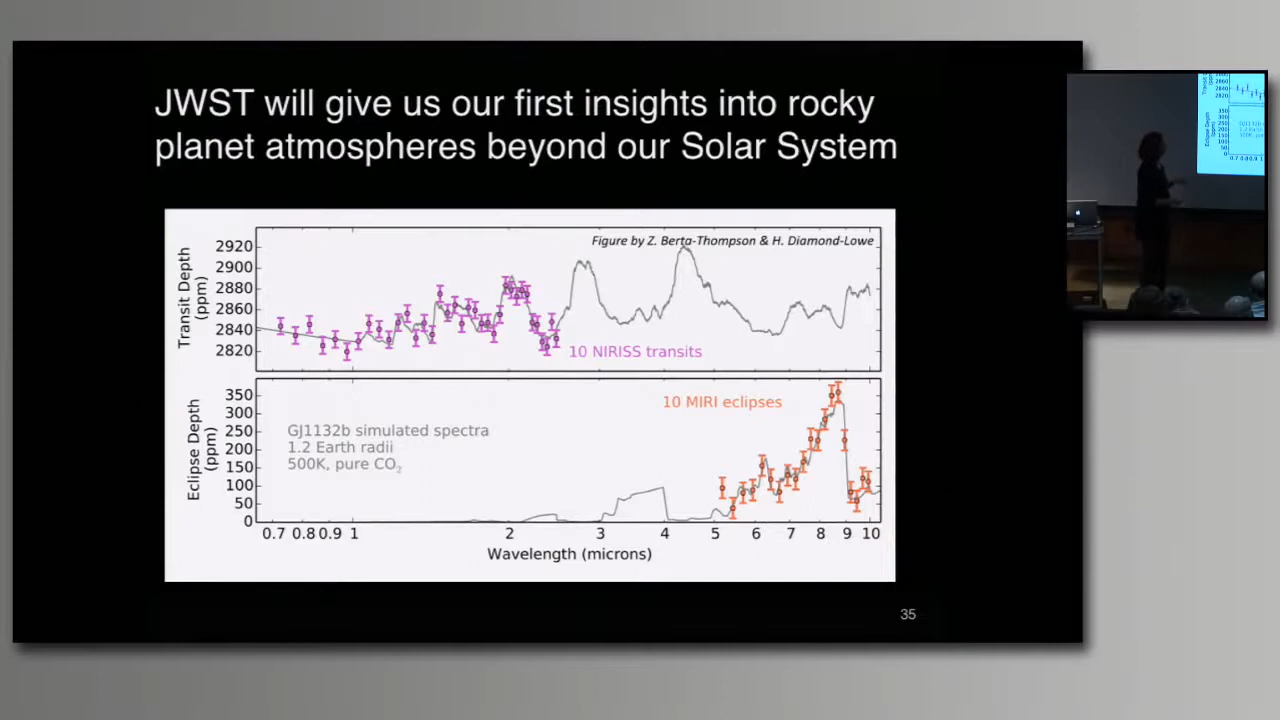 JWST will give us our first insights into rocky
planet atmospheres beyond our Solar System
Figure by Z. Berta-Thompson & H. Diamond-Lowe
Transit Depth
(ppm)
2920
2900
2880
2860
2840
2820
10 NIRISS transits
Eclipse Depth
(ppm)
350
300
250
200
150
100
50
0
10 MIRI eclipses
GJ1132b simulated spectra
1.2 Earth radii
500K, pure CO₂
0.7 0.8 0.9 1 2 3 4 5 6 7 8 9 10
Wavelength (microns)
35